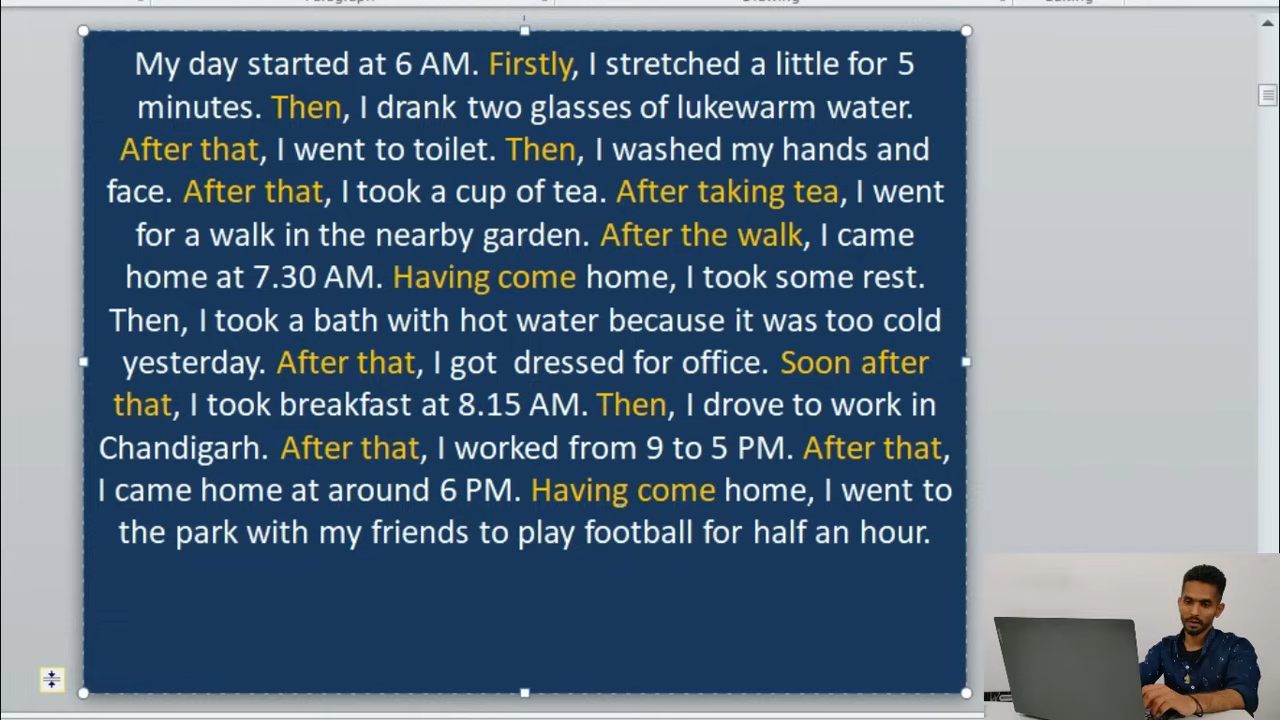 My day started at 6 AM. Firstly, I stretched a little for 5
minutes. Then, I drank two glasses of lukewarm water.
After that, I went to toilet. Then, I washed my hands and
face. After that, I took a cup of tea. After taking tea, I went
for a walk in the nearby garden. After the walk, I came
home at 7.30 AM. Having come home, I took some rest.
Then, I took a bath with hot water because it was too cold
yesterday. After that, I got  dressed for office. Soon after
that, I took breakfast at 8.15 AM. Then, I drove to work in
Chandigarh. After that, I worked from 9 to 5 PM. After that,
I came home at around 6 PM. Having come home, I went to
the park with my friends to play football for half an hour.